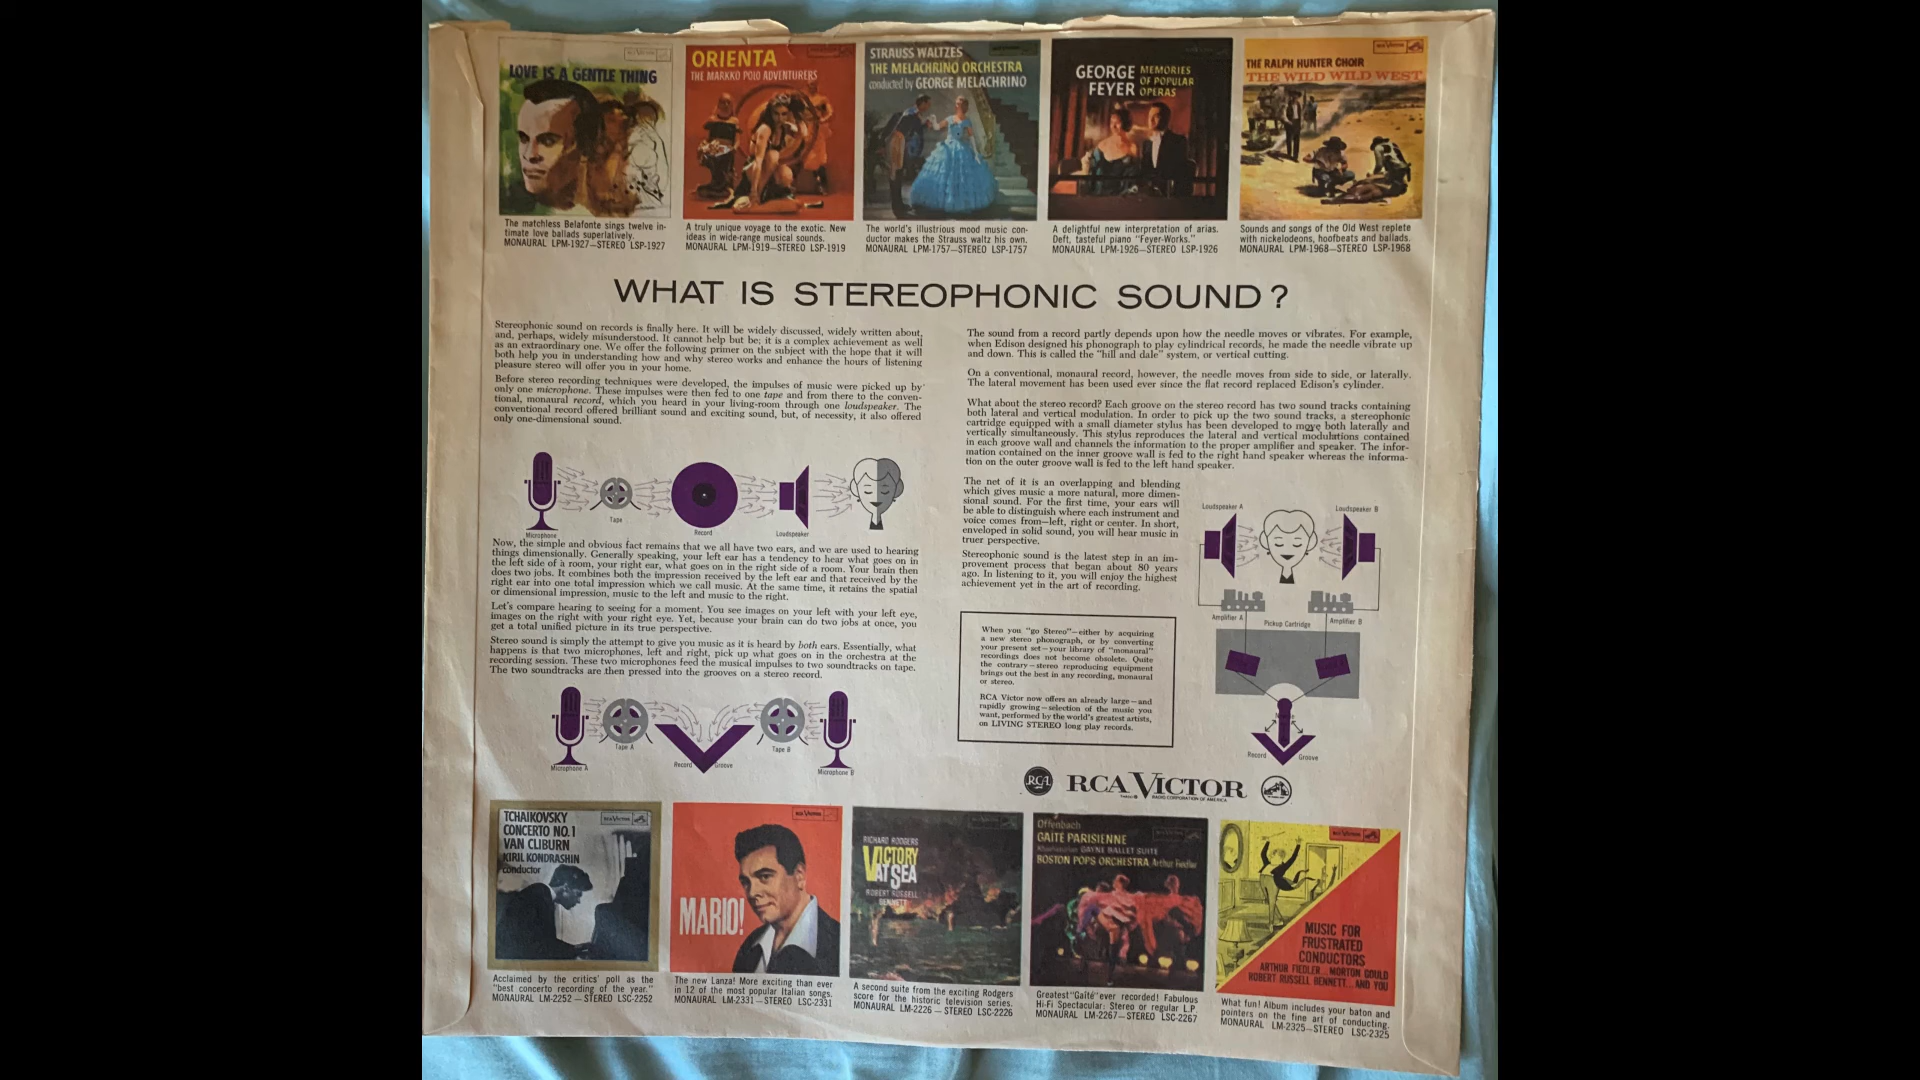 LOVE IS A GENTLE THING
The matchless Belafonte sings twelve in-
timate love ballads superlatively.
MONAURAL LPM-1927—STEREO LSP-1927
ORIENTA
THE MARKKO POLO ADVENTURERS
A truly unique voyage to the exotic. New
ideas in wide-range musical sounds.
MONAURAL LPM-1919—STEREO LSP-1919
STRAUSS WALTZES
THE MELACHRINO ORCHESTRA
conducted by GEORGE MELACHRINO
The world's illustrious mood music con-
ductor makes the Strauss waltz his own.
MONAURAL LPM-1757—STEREO LSP-1757
GEORGE FEYER
MEMORIES
OF POPULAR
OPERAS
A delightful new interpretation of arias.
Deft, tasteful piano "Feyer-Works."
MONAURAL LPM-1926—STEREO LSP-1926
THE RALPH HUNTER CHOIR
THE WILD WILD WEST
Sounds and songs of the Old West replete
with nickelodeons, hoofbeats and ballads.
MONAURAL LPM-1968—STEREO LSP-1968
WHAT IS STEREOPHONIC SOUND?
Stereophonic sound on records is finally here. It will be widely discussed, widely written about,
and, perhaps, widely misunderstood. It cannot help but be; it is a complex achievement as well
as an extraordinary one. We offer the following primer on the subject with the hope that it will
both help you in understanding how and why stereo works and enhance the hours of listening
pleasure stereo will offer you in your home.
Before stereo recording techniques were developed, the impulses of music were picked up by
only one microphone. These impulses were then fed to one tape and from there to the conven-
tional, monaural record, which you heard in your living-room through one loudspeaker. The
conventional record offered brilliant sound and exciting sound, but, of necessity, it also offered
only one-dimensional sound.
Microphone
Tape
Record
Loudspeaker
Now, the simple and obvious fact remains that we all have two ears, and we are used to hearing
things dimensionally. Generally speaking, your left ear has a tendency to hear what goes on in
the left side of a room, your right ear, what goes on in the right side of a room. Your brain then
does two jobs. It combines both the impression received by the left ear and that received by the
right ear into one total impression which we call music. At the same time, it retains the spatial
or dimensional impression, music to the left and music to the right.
Let's compare hearing to seeing for a moment. You see images on your left with your left eye,
images on the right with your right eye. Yet, because your brain can do two jobs at once, you
get a total unified picture in its true perspective.
Stereo sound is simply the attempt to give you music as it is heard by both ears. Essentially, what
happens is that two microphones, left and right, pick up what goes on in the orchestra at the
recording session. These two microphones feed the musical impulses to two soundtracks on tape.
The two soundtracks are then pressed into the grooves on a stereo record.
Microphone A
Tape A
Record Groove
Tape B
Microphone B
The sound from a record partly depends upon how the needle moves or vibrates. For example,
when Edison designed his phonograph to play cylindrical records, he made the needle vibrate up
and down. This is called the "hill and dale" system, or vertical cutting.
On a conventional, monaural record, however, the needle moves from side to side, or laterally.
The lateral movement has been used ever since the flat record replaced Edison's cylinder.
What about the stereo record? Each groove on the stereo record has two sound tracks containing
both lateral and vertical modulation. In order to pick up the two sound tracks, a stereophonic
cartridge equipped with a small diameter stylus has been developed to move both laterally and
vertically simultaneously. This stylus reproduces the lateral and vertical modulations contained
in each groove wall and channels the information to the proper amplifier and speaker. The infor-
mation contained on the inner groove wall is fed to the right hand speaker whereas the informa-
tion on the outer groove wall is fed to the left hand speaker.
The net of it is an overlapping and blending
which gives music a more natural, more dimen-
sional sound. For the first time, your ears will
be able to distinguish where each instrument and
voice comes from—left, right or center. In short,
enveloped in solid sound, you will hear music in
truer perspective.
Stereophonic sound is the latest step in an im-
provement process that began about 80 years
ago. In listening to it, you will enjoy the highest
achievement yet in the art of recording.
Loudspeaker A
Loudspeaker B
Amplifier A
Pickup Cartridge
Amplifier B
Needle
Record Groove
When you "go Stereo"—either by acquiring
a new stereo phonograph, or by converting
your present set—your library of "monaural"
recordings does not become obsolete. Quite
the contrary—stereo reproducing equipment
brings out the best in any recording, monaural
or stereo.
RCA Victor now offers an already large—and
rapidly growing—selection of the music you
want, performed by the world's greatest artists,
on LIVING STEREO long play records.
RCA
RCA VICTOR
RADIO CORPORATION OF AMERICA
TCHAIKOVSKY
CONCERTO NO. 1
VAN CLIBURN
KIRIL KONDRASHIN
conductor
Acclaimed by the critics' poll as the
"best concerto recording of the year."
MONAURAL LM-2252—STEREO LSC-2252
MARIO!
The new Lanza! More exciting than ever
in 12 of the most popular Italian songs.
MONAURAL LM-2331—STEREO LSC-2331
RICHARD RODGERS
VICTORY
AT SEA
ROBERT RUSSELL
BENNETT
A second suite from the exciting Rodgers
score for the historic television series.
MONAURAL LM-2226—STEREO LSC-2226
Offenbach
GAÎTÉ PARISIENNE
Khachaturian GAYNE BALLET SUITE
BOSTON POPS ORCHESTRA Arthur Fiedler
Greatest "Gaîté" ever recorded! Fabulous
Hi-Fi Spectacular: Stereo or regular L.P.
MONAURAL LM-2267—STEREO LSC-2267
MUSIC FOR
FRUSTRATED
CONDUCTORS
ARTHUR FIEDLER...MORTON GOULD
ROBERT RUSSELL BENNETT...AND YOU
What fun! Album includes your baton and
pointers on the fine art of conducting.
MONAURAL LM-2325—STEREO LSC-2325